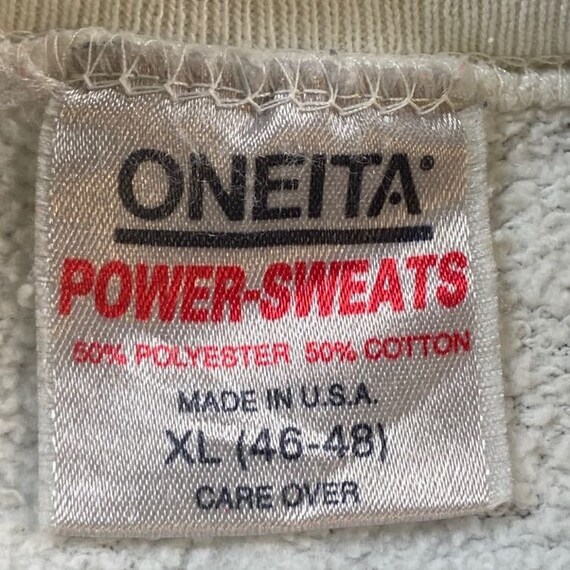 ONEITA
POWER-SWEATS
50% POLYESTER 50% COTTON
MADE IN U.S.A.
XL (46-48)
CARE OVER